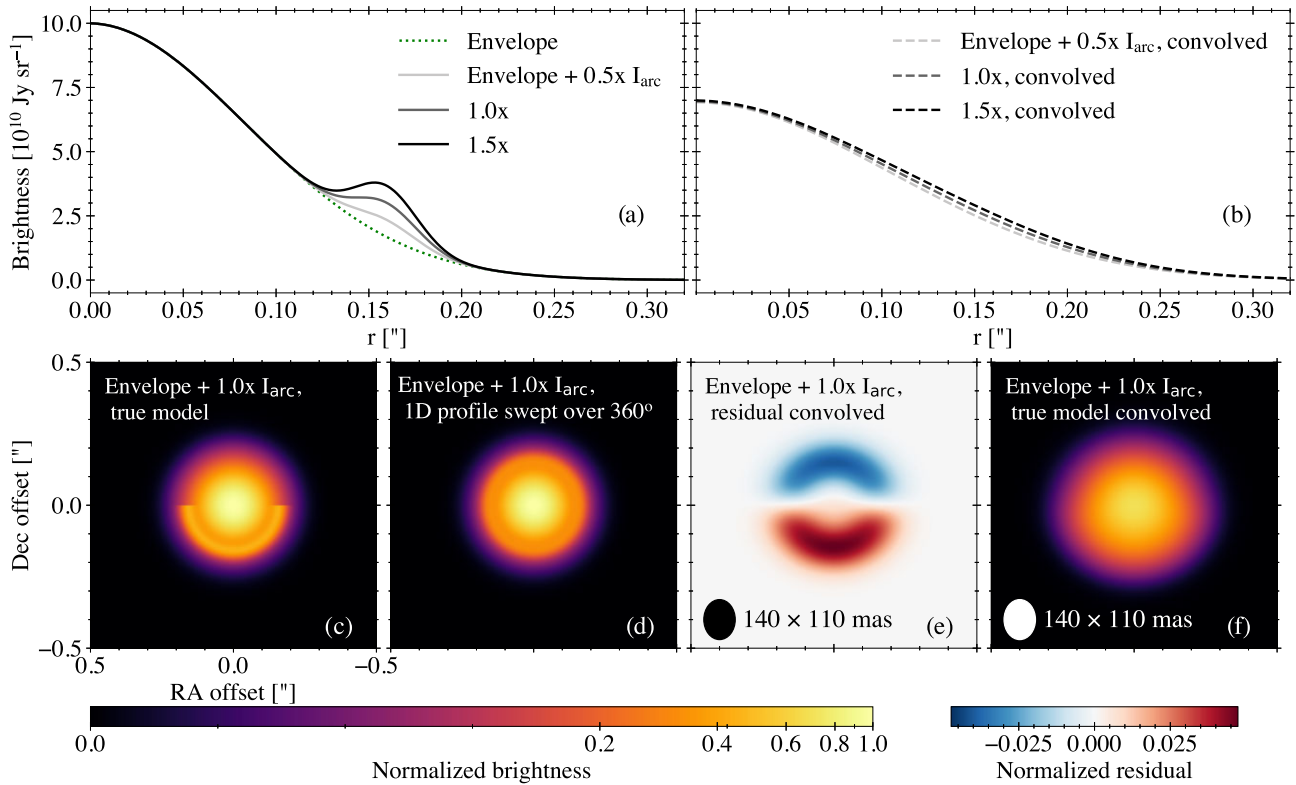 10.0
7.5
5.0
2.5
0.0
Brightness [10¹⁰ Jy sr⁻¹]
Envelope
Envelope + 0.5x I_arc
1.0x
1.5x
(a)
0.00 0.05 0.10 0.15 0.20 0.25 0.30
r ["]
Envelope + 0.5x I_arc, convolved
1.0x, convolved
1.5x, convolved
(b)
0.05 0.10 0.15 0.20 0.25 0.30
r ["]
0.5
0.0
−0.5
Dec offset ["]
Envelope + 1.0x I_arc,
true model
(c)
0.5 0.0 −0.5
RA offset ["]
Envelope + 1.0x I_arc,
1D profile swept over 360°
(d)
Envelope + 1.0x I_arc,
residual convolved
140 × 110 mas
(e)
Envelope + 1.0x I_arc,
true model convolved
140 × 110 mas
(f)
0.0 0.2 0.4 0.6 0.8 1.0
Normalized brightness
−0.025 0.000 0.025
Normalized residual